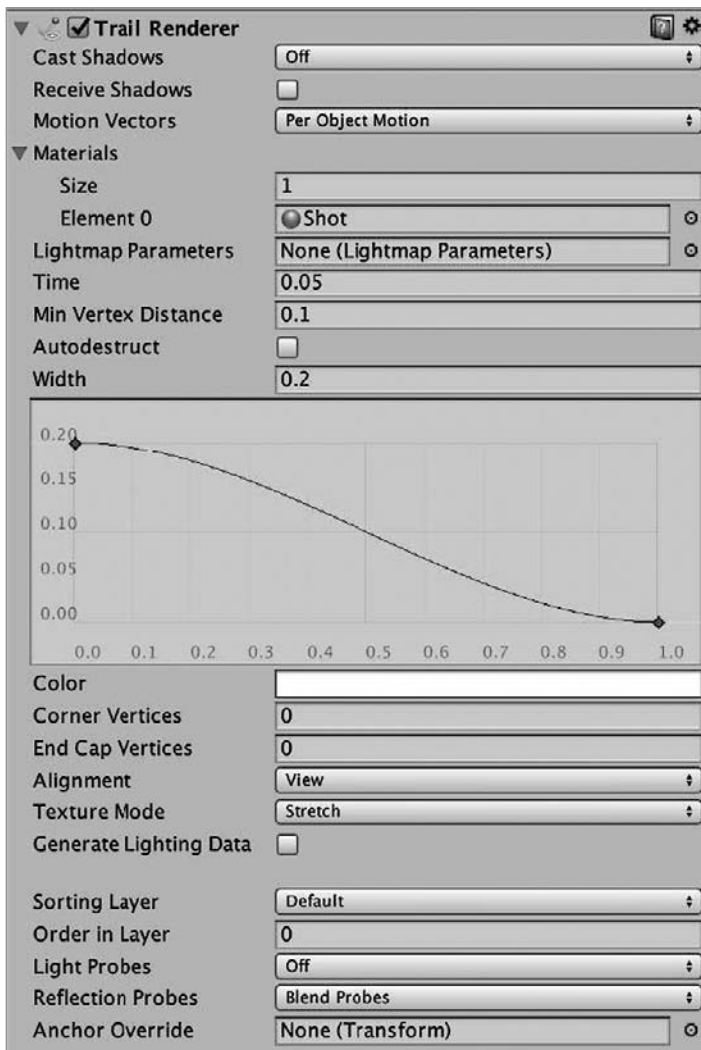 Trail Renderer
Cast Shadows Off
Receive Shadows
Motion Vectors Per Object Motion
Materials
Size 1
Element 0 Shot
Lightmap Parameters None (Lightmap Parameters)
Time 0.05
Min Vertex Distance 0.1
Autodestruct
Width 0.2
0.20
0.15
0.10
0.05
0.00
0.0 0.1 0.2 0.3 0.4 0.5 0.6 0.7 0.8 0.9 1.0
Color
Corner Vertices 0
End Cap Vertices 0
Alignment View
Texture Mode Stretch
Generate Lighting Data
Sorting Layer Default
Order in Layer 0
Light Probes Off
Reflection Probes Blend Probes
Anchor Override None (Transform)